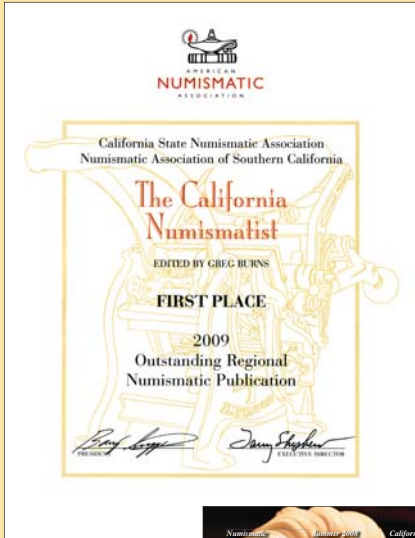 AMERICAN
NUMISMATIC
ASSOCIATION
California State Numismatic Association
Numismatic Association of Southern California
The California
Numismatist
EDITED BY GREG BURNS
FIRST PLACE
2009
Outstanding Regional
Numismatic Publication
PRESIDENT
EXECUTIVE DIRECTOR
Numismatic Summer 2008